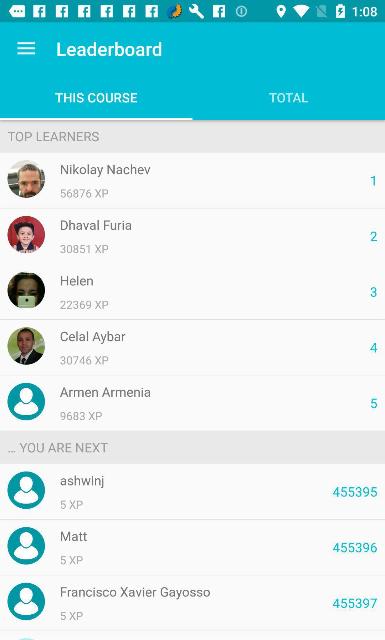 1:08
Leaderboard
THIS COURSE
TOTAL
TOP LEARNERS
Nikolay Nachev
56876 XP
1
Dhaval Furia
30851 XP
2
Helen
22369 XP
3
Celal Aybar
30746 XP
4
Armen Armenia
9683 XP
5
... YOU ARE NEXT
ashwinj
5 XP
455395
Matt
5 XP
455396
Francisco Xavier Gayosso
5 XP
455397